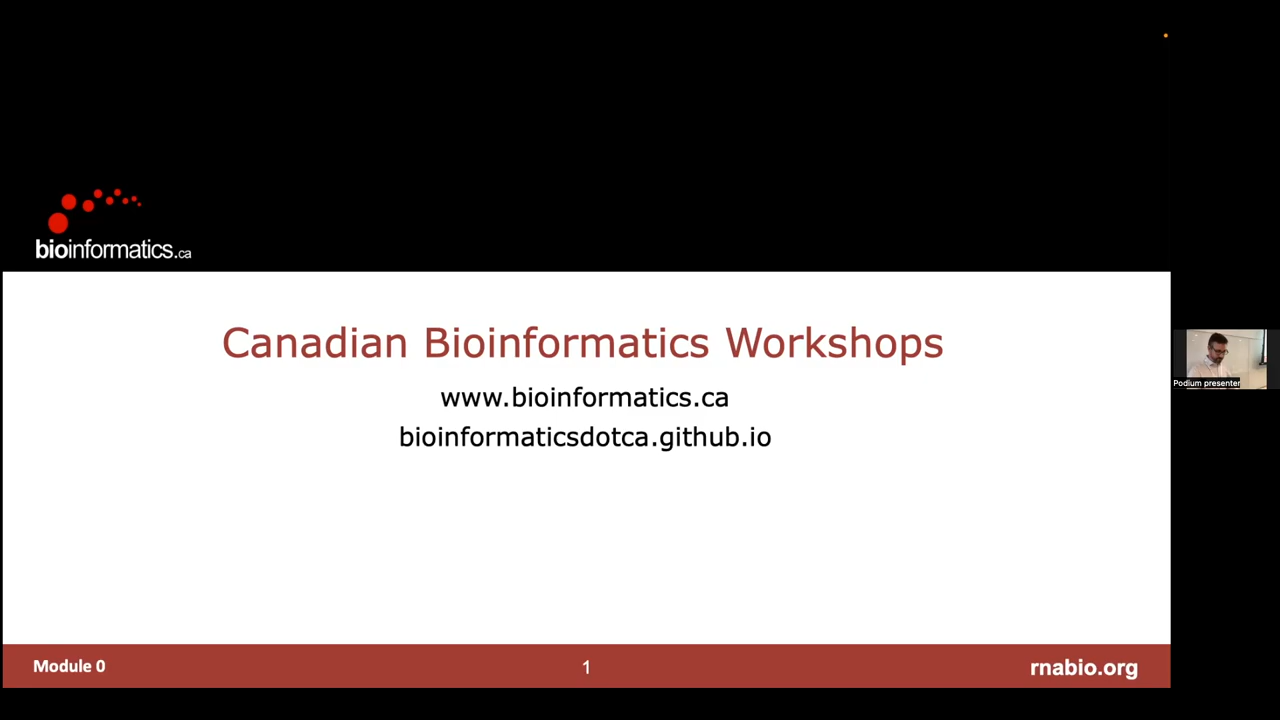 bioinformatics.ca
Canadian Bioinformatics Workshops
www.bioinformatics.ca
bioinformaticsdotca.github.io
Podium presenter
Module 0
1
rnabio.org